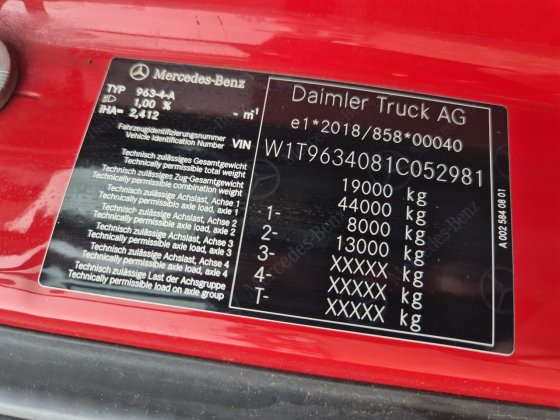 Mercedes-Benz
TYP 963-4-A
1,00 % - m⁻¹
IHA= 2,412
Fahrzeugidentifizierungsnummer
Vehicle Identification Number VIN
Technisch zulässiges Gesamtgewicht
Technically permissible total weight
Technisch zulässiges Zug-Gesamtgewicht
Technically permissible combination weight
Technisch zulässige Achslast, Achse 1
Technically permissible axle load, axle 1
Technisch zulässige Achslast, Achse 2
Technically permissible axle load, axle 2
Technisch zulässige Achslast, Achse 3
Technically permissible axle load, axle 3
Technisch zulässige Achslast, Achse 4
Technically permissible axle load, axle 4
Technisch zulässige Last der Achsgruppe
Technically permissible load on axle group
Daimler Truck AG
e1*2018/858*00040
W1T9634081C052981
19000 kg
44000 kg
1- 8000 kg
2- 13000 kg
3- XXXXX kg
4- XXXXX kg
T- XXXXX kg
A 002 584 08 01